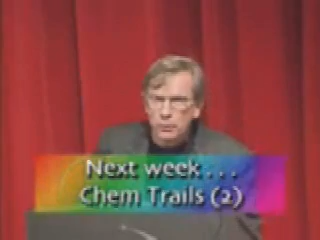 Next week . . .
Chem Trails (2)